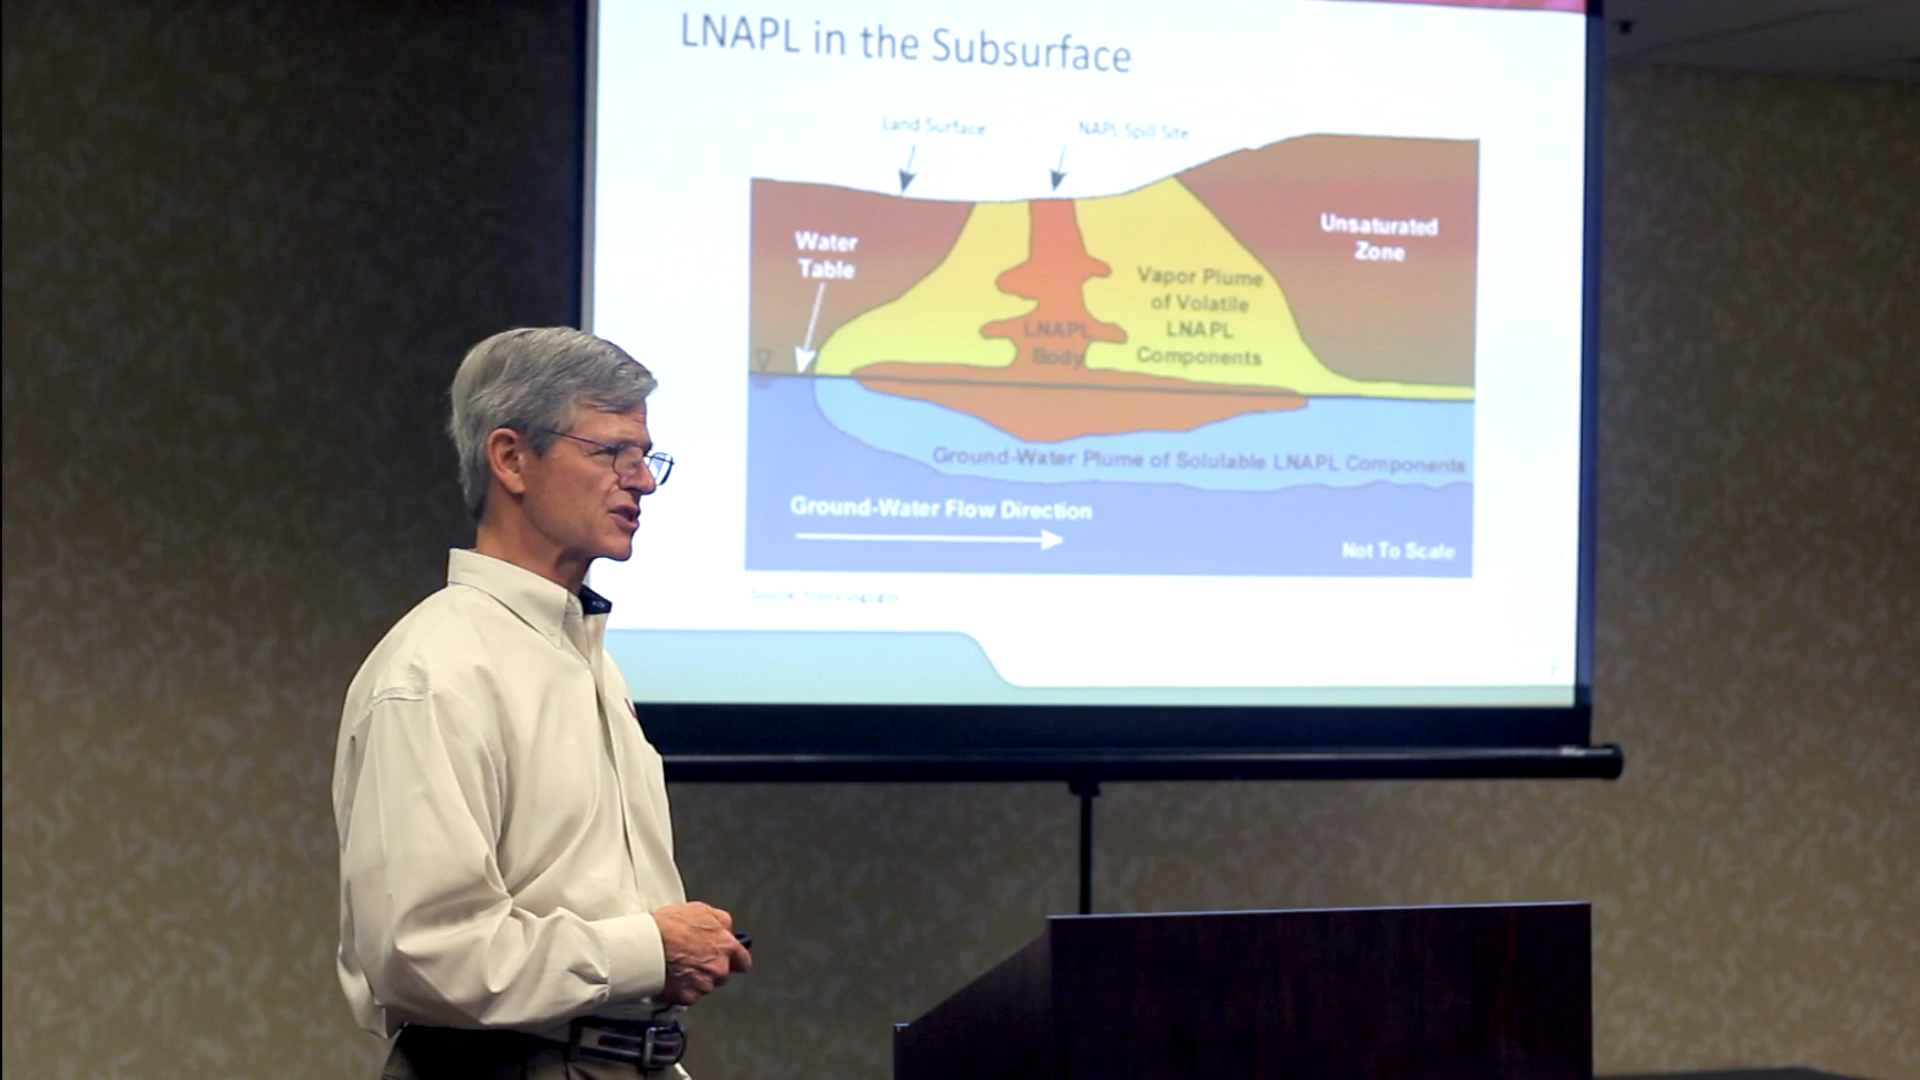 LNAPL in the Subsurface
Land Surface
NAPL Spill Site
Water
Table
Unsaturated
Zone
Vapor Plume
of Volatile
LNAPL
Components
LNAPL
Body
Ground-Water Plume of Solulable LNAPL Components
Ground-Water Flow Direction
Not To Scale